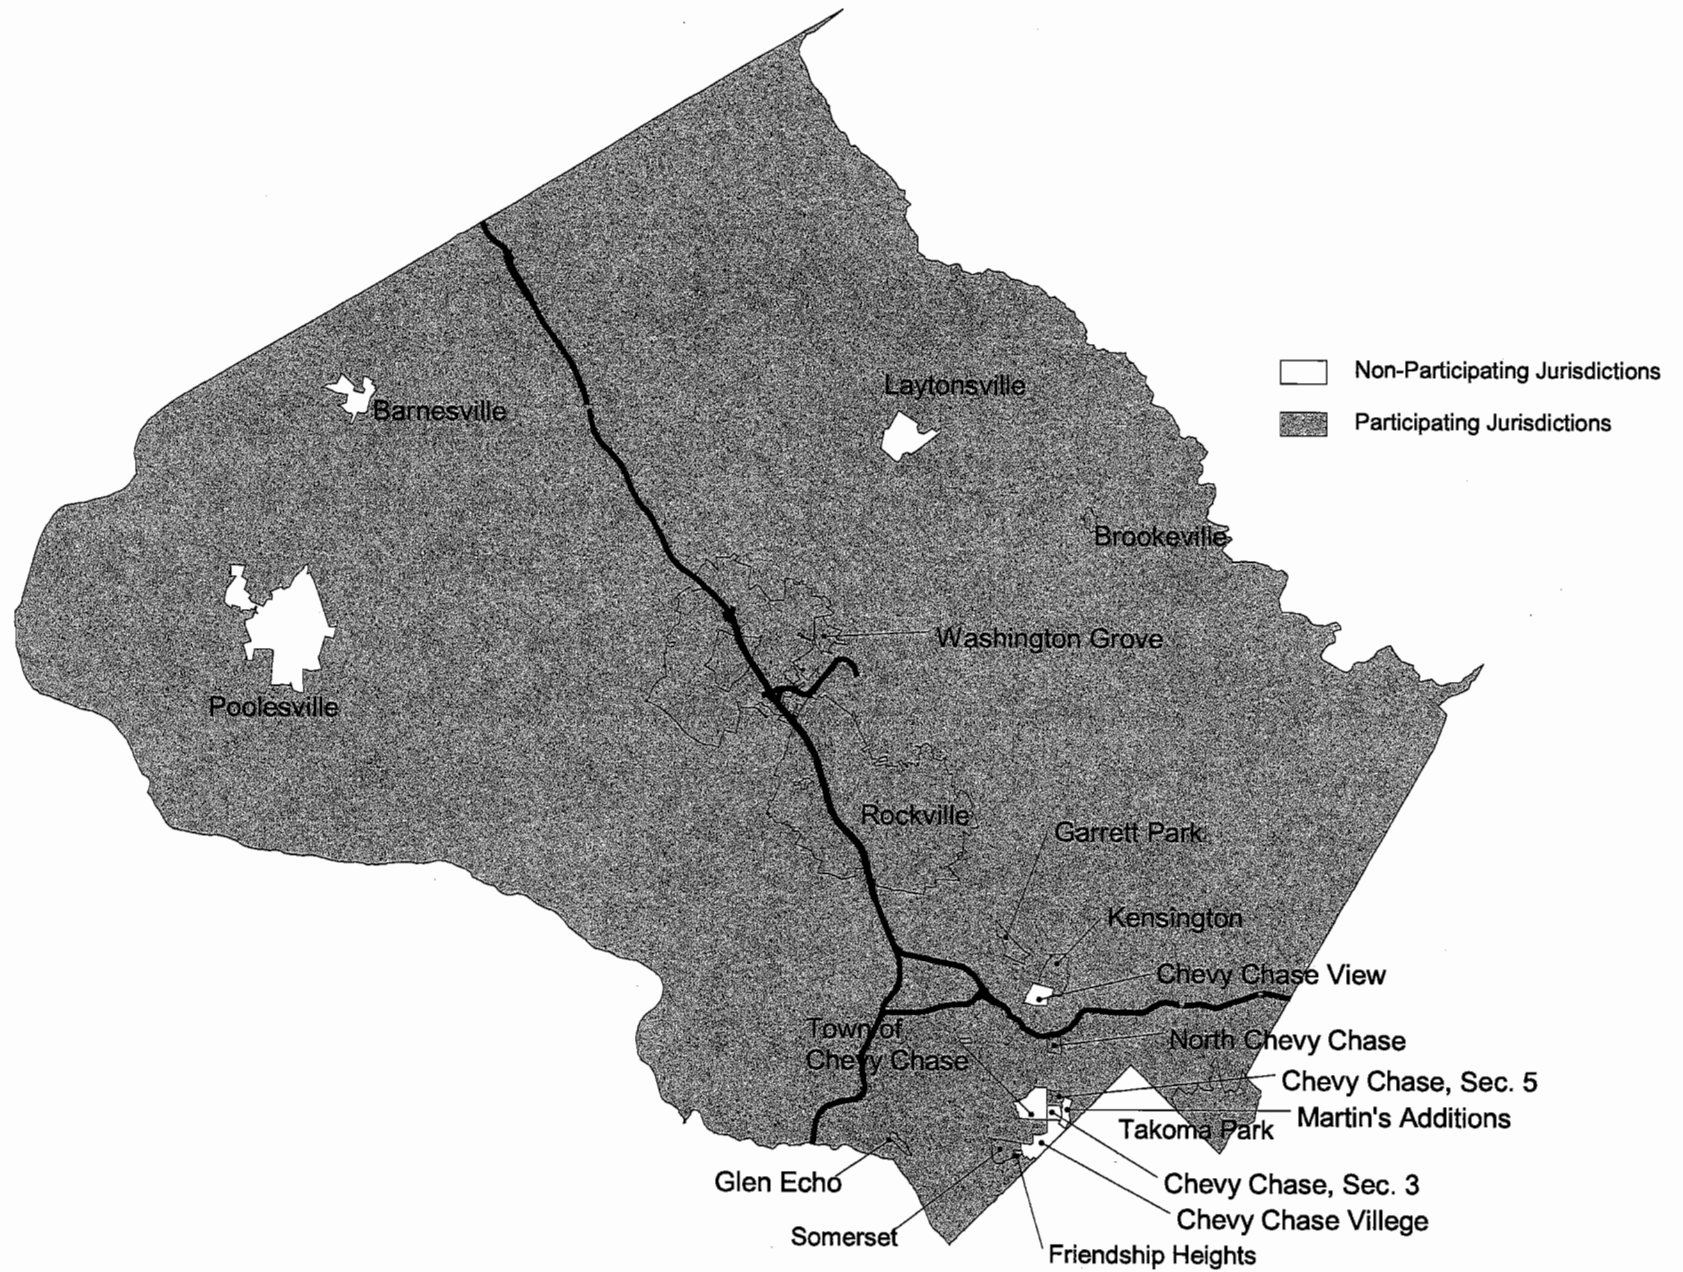 Non-Participating Jurisdictions
Participating Jurisdictions
Laytonsville
Barnesville
Brookeville
Washington Grove
Poolesville
Rockville
Garrett Park
Kensington
Chevy Chase View
Town of
Chevy Chase
North Chevy Chase
Chevy Chase, Sec. 5
Martin's Additions
Takoma Park
Glen Echo
Chevy Chase, Sec. 3
Chevy Chase Villege
Somerset
Friendship Heights